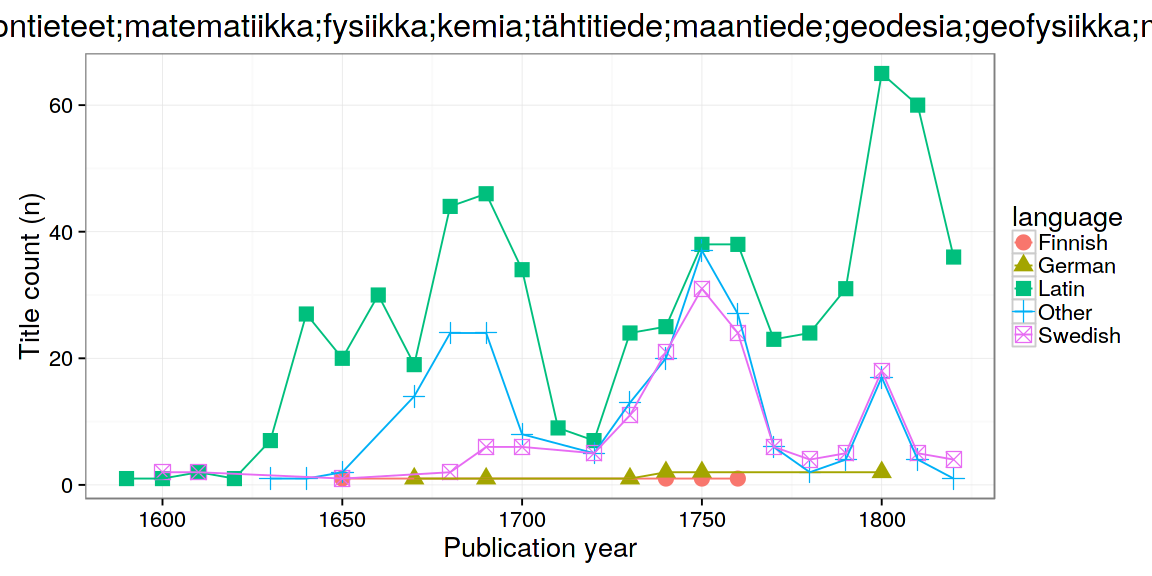 ontieteet;matematiikka;fysiikka;kemia;tähtitiede;maantiede;geodesia;geofysiikka;
60
40
20
0
1600 1650 1700 1750 1800
Title count (n)
Publication year
language
Finnish
German
Latin
Other
Swedish